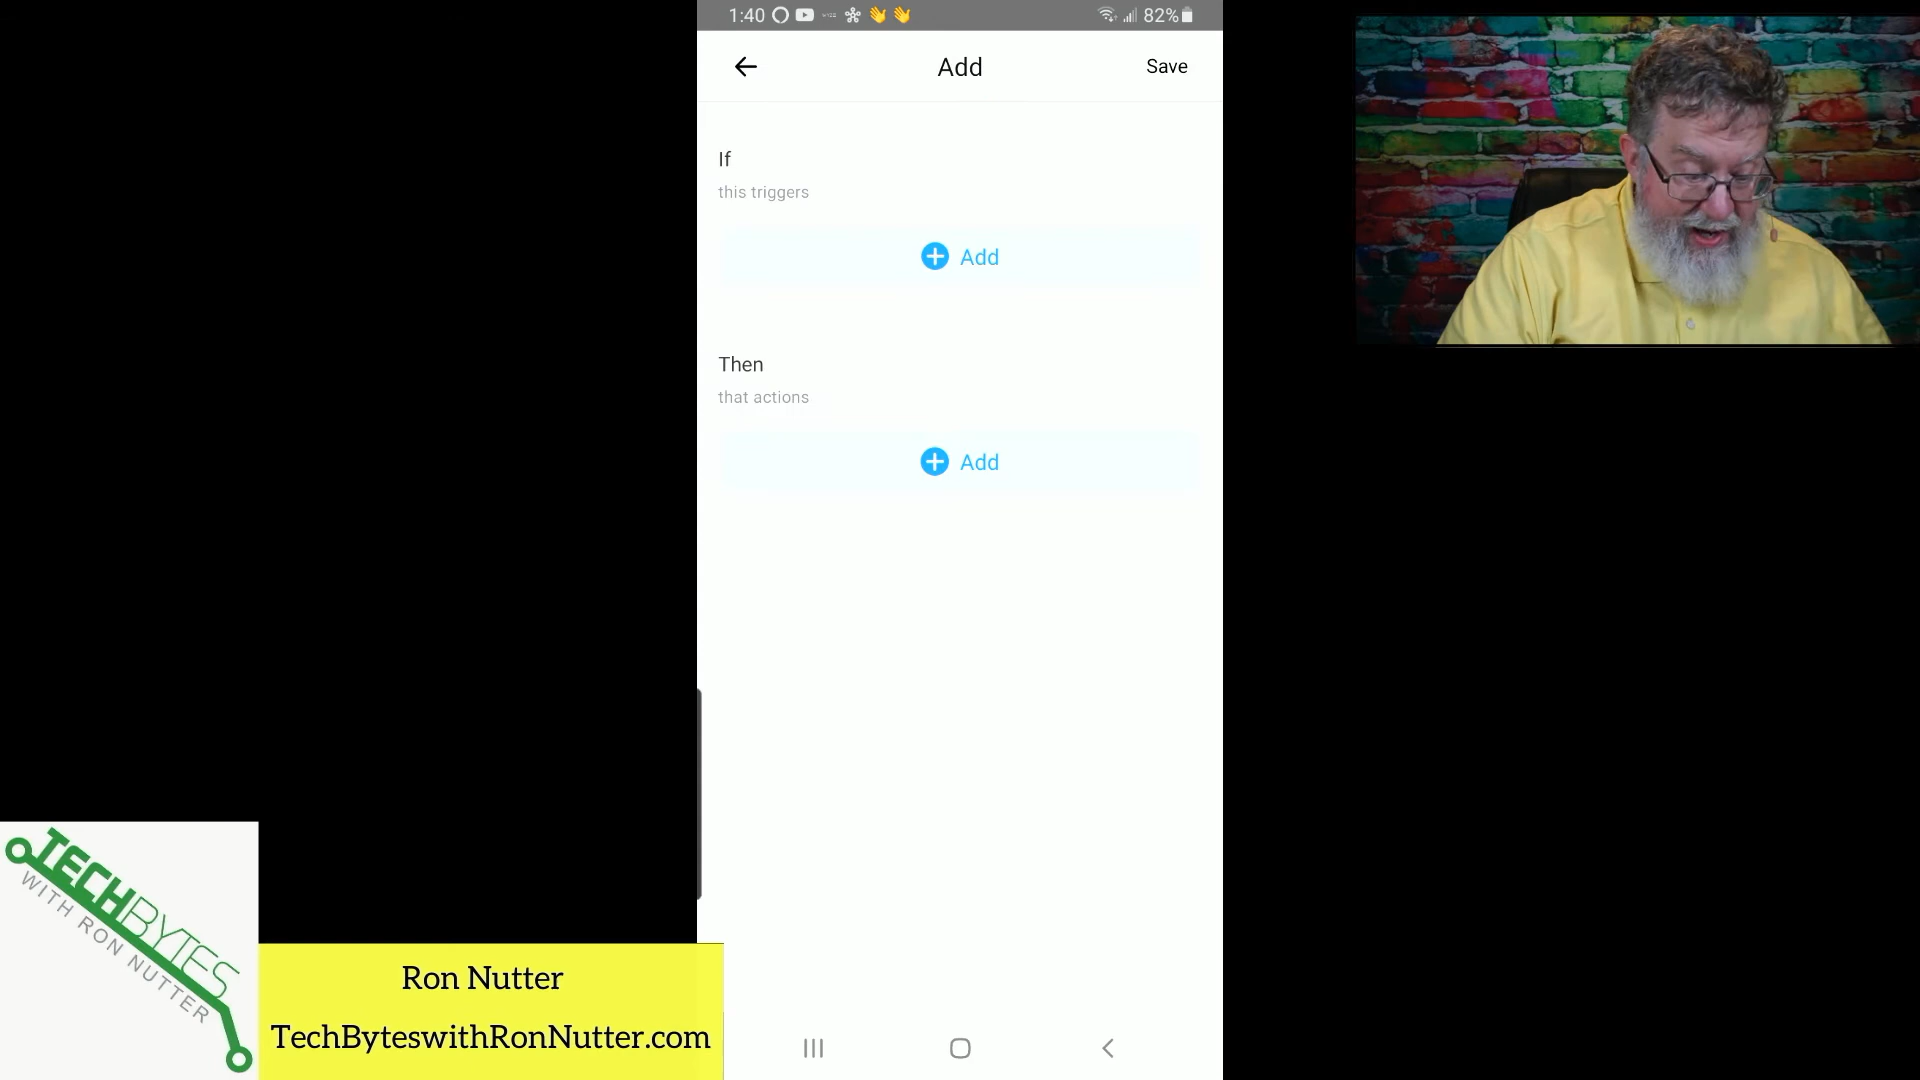 1:40
82%
Add
Save
If
this triggers
Add
Then
that actions
Add
TECHBYTES
WITH RON NUTTER
Ron Nutter
TechByteswithRonNutter.com